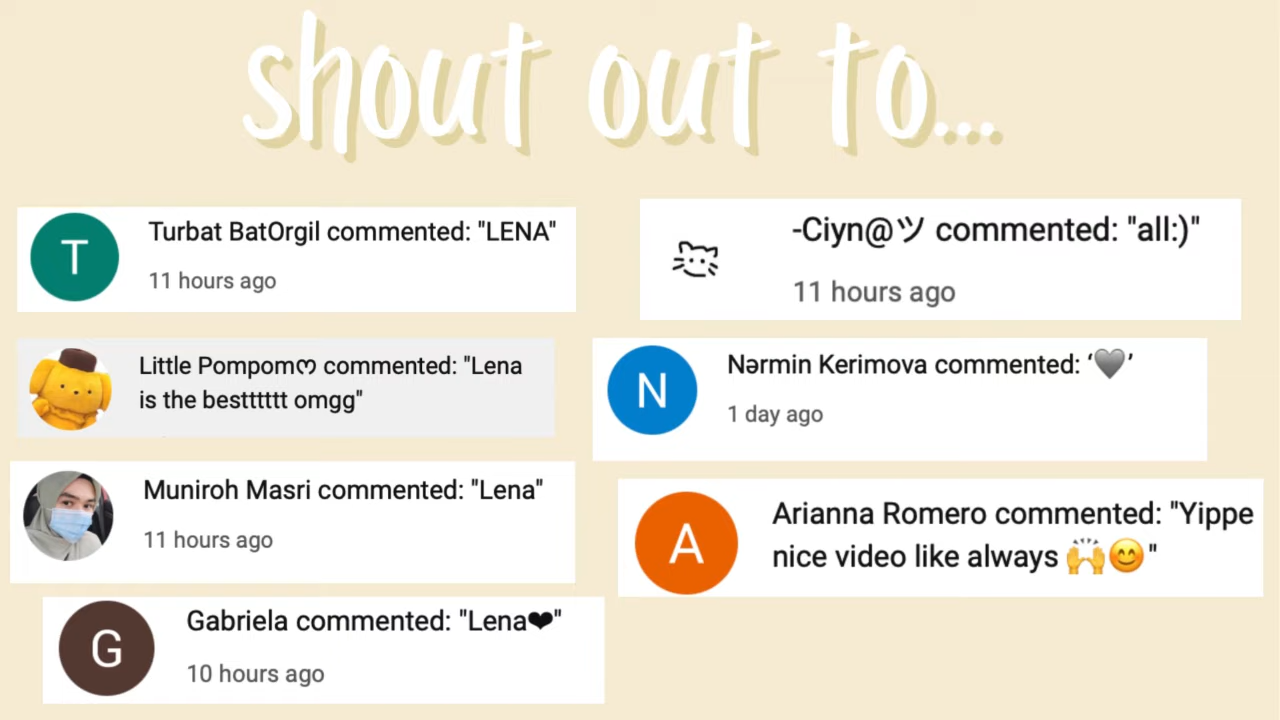 shout out to...
T
Turbat BatOrgil commented: "LENA"
11 hours ago
Little Pompomო commented: "Lena
is the bestttttt omgg"
Muniroh Masri commented: "Lena"
11 hours ago
G
Gabriela commented: "Lena❤"
10 hours ago
-Ciyn@ツ commented: "all:)"
11 hours ago
N
Nərmin Kerimova commented: ‘🩶’
1 day ago
A
Arianna Romero commented: "Yippe
nice video like always 🙌😊"